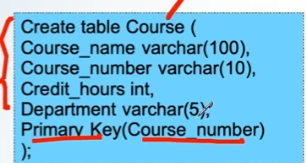 Create table Course (
Course_name varchar(100),
Course_number varchar(10),
Credit_hours int,
Department varchar(5),
Primary Key(Course_number)
);